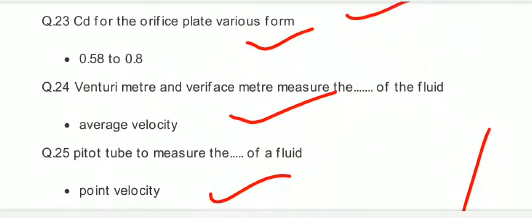 Q.23 Cd for the orifice plate various form
• 0.58 to 0.8
Q.24 Venturi metre and veriface metre measure the....... of the fluid
• average velocity
Q.25 pitot tube to measure the..... of a fluid
• point velocity